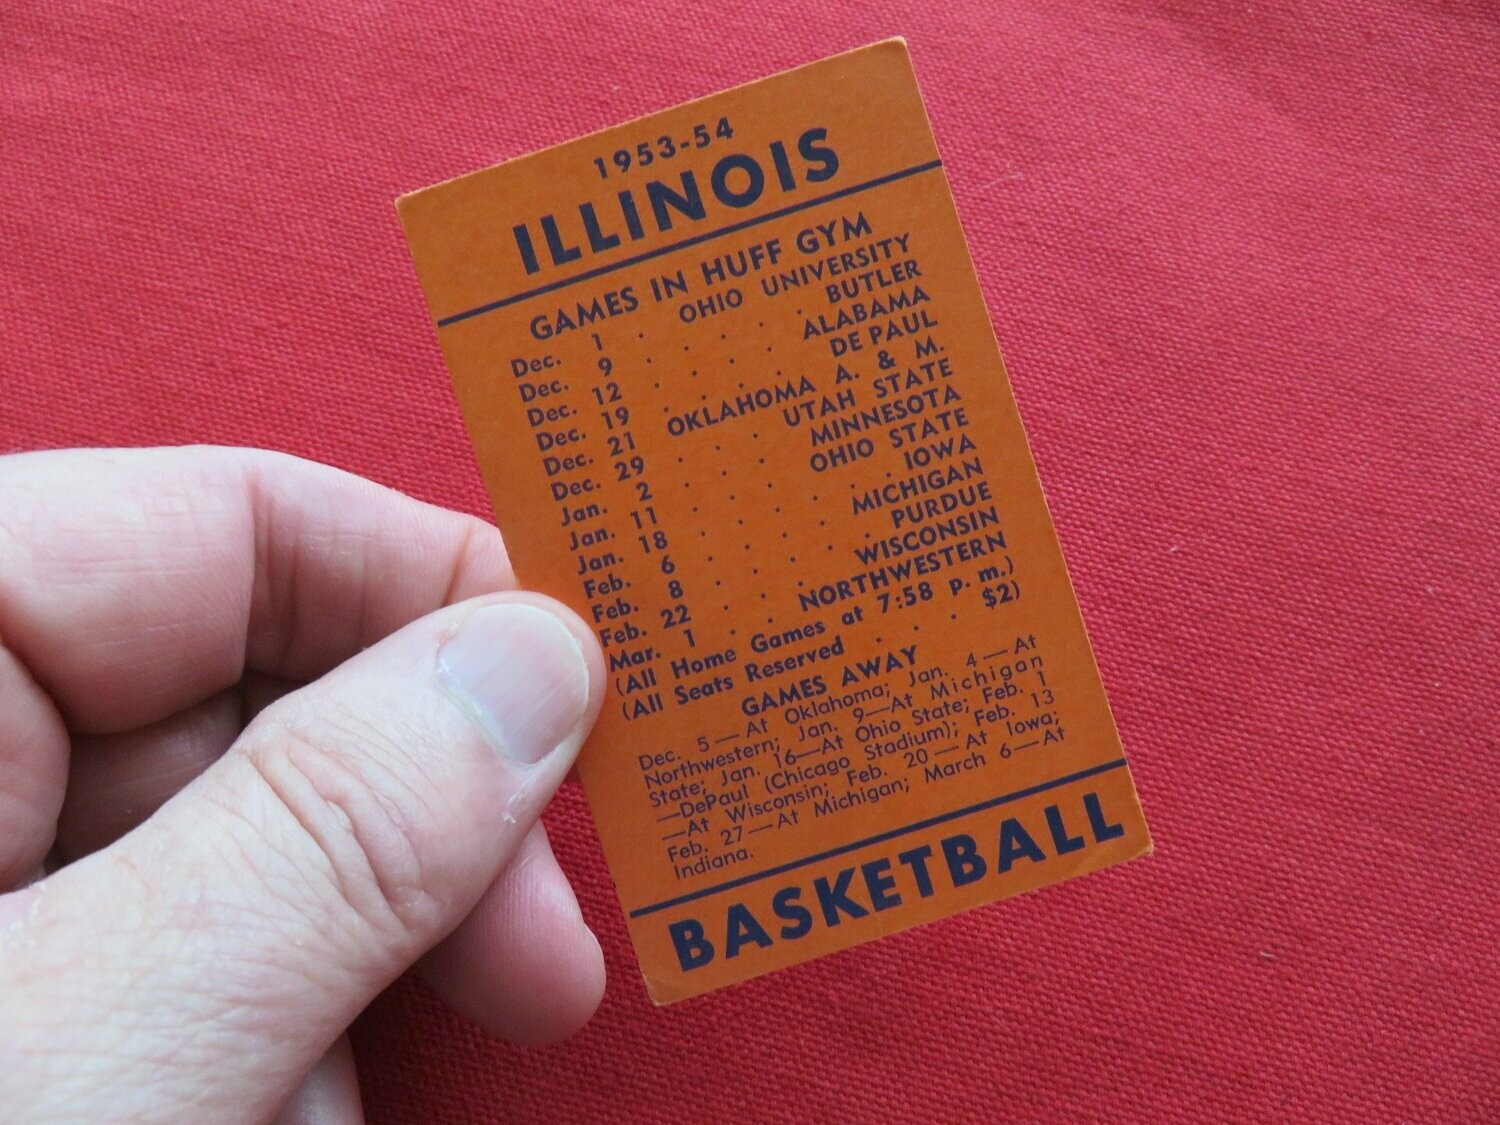 1953-54
ILLINOIS
GAMES IN HUFF GYM
Dec. 1 . OHIO UNIVERSITY
Dec. 9 . . . . . BUTLER
Dec. 12 . . . . ALABAMA
Dec. 19 . . . . DE PAUL
Dec. 21 OKLAHOMA A. & M.
Dec. 29 . . . UTAH STATE
Jan. 2 . . . MINNESOTA
Jan. 11 . . . OHIO STATE
Jan. 18 . . . . . . IOWA
Feb. 6 . . . . MICHIGAN
Feb. 8 . . . . . PURDUE
Feb. 22 . . . WISCONSIN
Mar. 1 . . NORTHWESTERN
(All Home Games at 7:58 p. m.)
(All Seats Reserved . . . $2)
GAMES AWAY
Dec. 5—At Oklahoma; Jan. 4—At
Northwestern; Jan. 9—At Michigan
State; Jan. 16—At Ohio State; Feb. 1
—DePaul (Chicago Stadium); Feb. 13
—At Wisconsin; Feb. 20—At Iowa;
Feb. 27—At Michigan; March 6—At
Indiana.
BASKETBALL